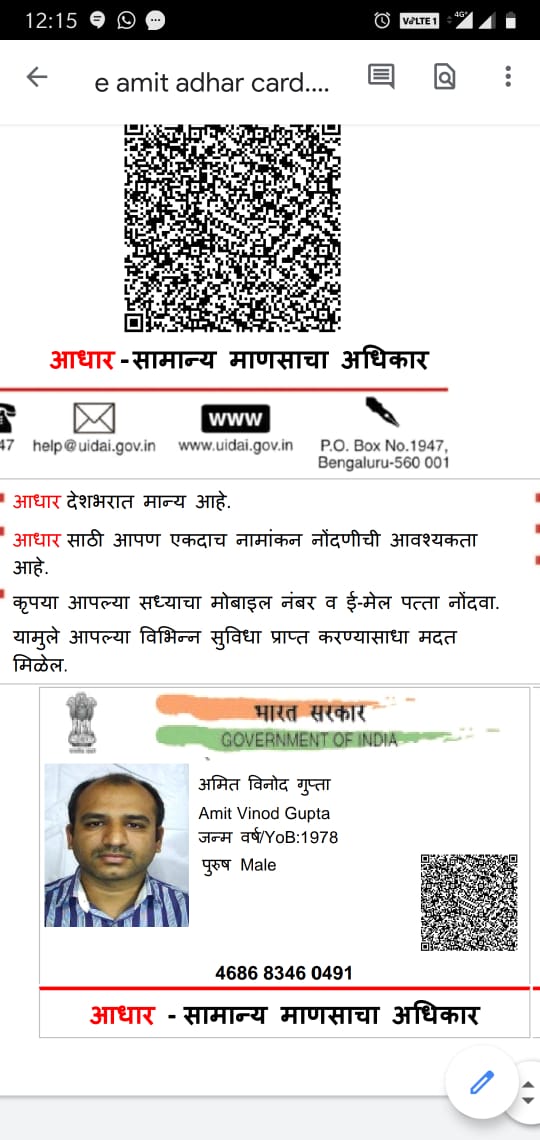 12:15
VoLTE 1
4G+
e amit adhar card....
आधार - सामान्य माणसाचा अधिकार
www
47 help@uidai.gov.in www.uidai.gov.in P.O. Box No.1947,
Bengaluru-560 001
आधार देशभरात मान्य आहे.
आधार साठी आपण एकदाच नामांकन नोंदणीची आवश्यकता
आहे.
कृपया आपल्या सध्याचा मोबाइल नंबर व ई-मेल पत्ता नोंदवा.
यामुले आपल्या विभिन्न सुविधा प्राप्त करण्यासाधा मदत
मिळेल.
भारत सरकार
GOVERNMENT OF INDIA
अमित विनोद गुप्ता
Amit Vinod Gupta
जन्म वर्ष/YoB:1978
पुरुष Male
4686 8346 0491
आधार - सामान्य माणसाचा अधिकार